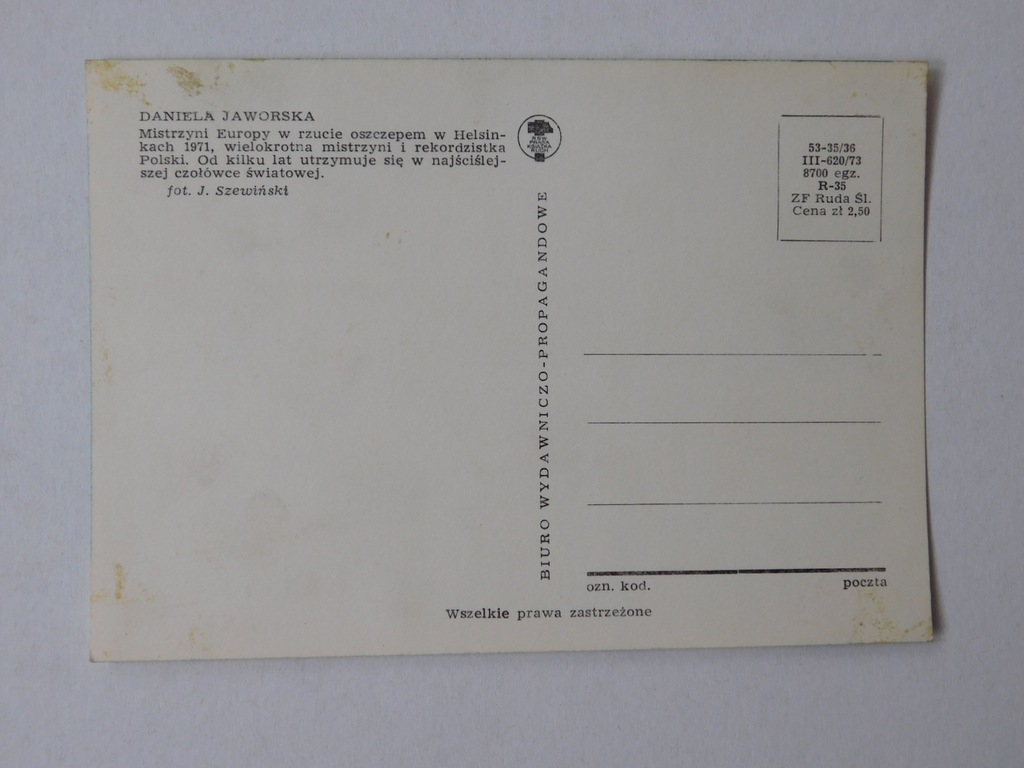 DANIELA JAWORSKA
Mistrzyni Europy w rzucie oszczepem w Helsin-
kach 1971, wielokrotna mistrzyni i rekordzistka
Polski. Od kilku lat utrzymuje się w najściślej-
szej czołówce światowej.
fot. J. Szewiński
BIURO WYDAWNICZO-PROPAGANDOWE
53-35/36
III-620/73
8700 egz.
R-35
ZF Ruda Śl.
Cena zł 2,50
ozn. kod.
poczta
Wszelkie prawa zastrzeżone